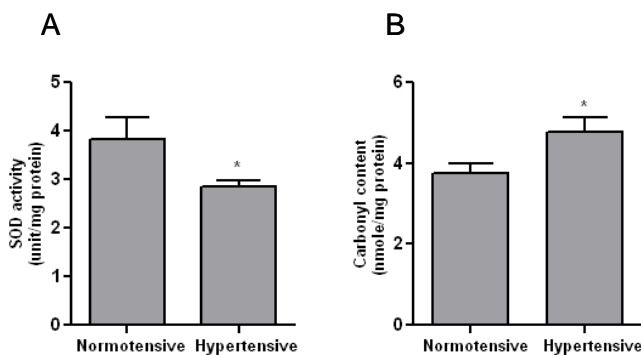 A
SOD activity
(unit/mg protein)
5
4
3
2
1
0
*
Normotensive Hypertensive
B
Carbonyl content
(nmole/mg protein)
6
4
2
0
*
Normotensive Hypertensive